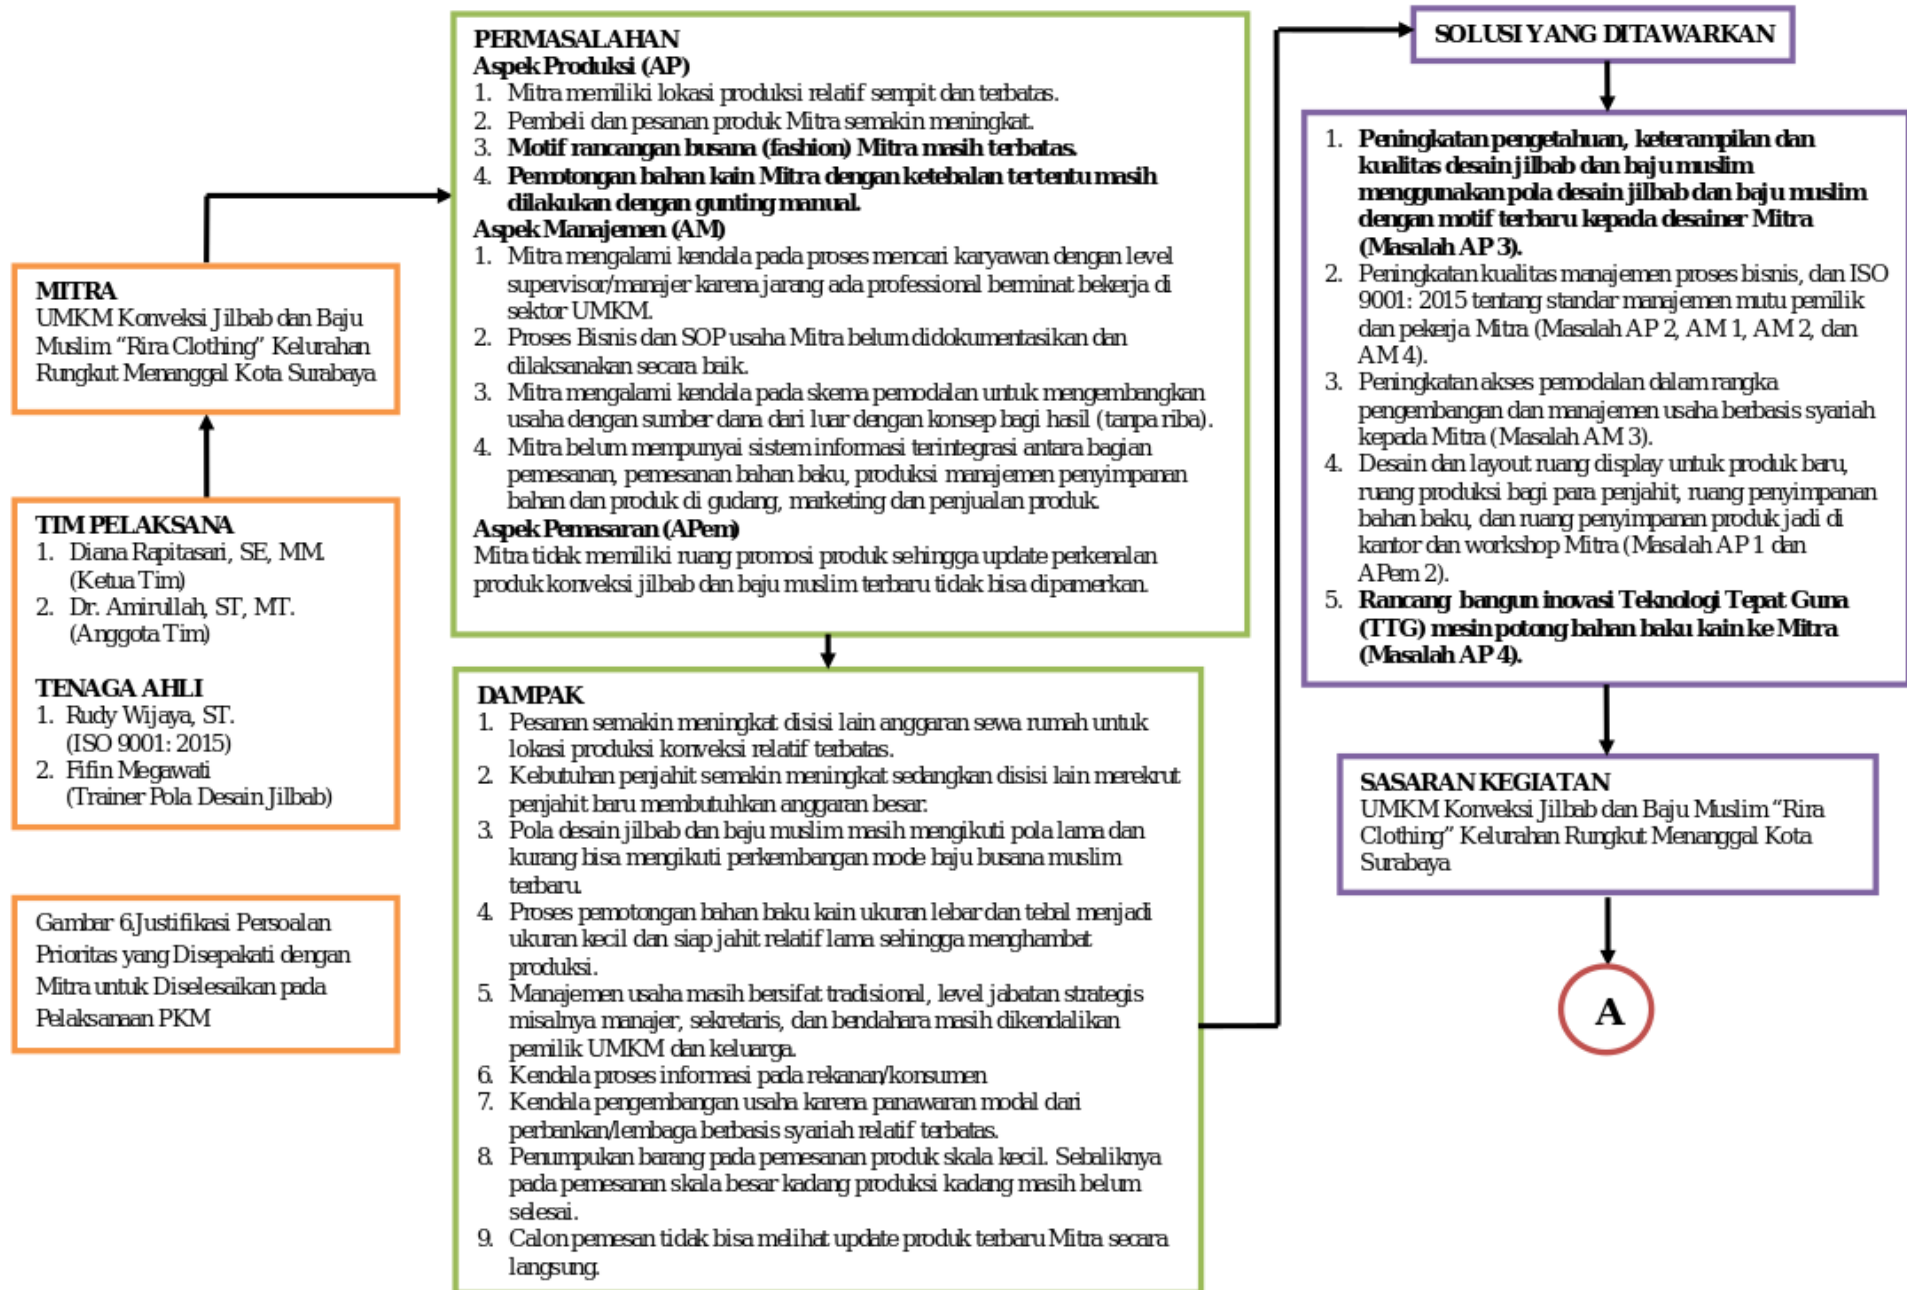 MITRA
UMKM Konveksi Jilbab dan Baju
Muslim “Rira Clothing” Kelurahan
Rungkut Menanggal Kota Surabaya
TIM PELAKSANA
1. Diana Rapitasari, SE, MM.
(Ketua Tim)
2. Dr. Amirullah, ST, MT.
(Anggota Tim)
TENAGA AHLI
1. Rudy Wijaya, ST.
(ISO 9001: 2015)
2. Fifin Megawati
(Trainer Pola Desain Jilbab)
Gambar 6.Justifikasi Persoalan
Prioritas yang Disepakati dengan
Mitra untuk Diselesaikan pada
Pelaksanaan PKM
PERMASALAHAN
Aspek Produksi (AP)
1. Mitra memiliki lokasi produksi relatif sempit dan terbatas.
2. Pembeli dan pesanan produk Mitra semakin meningkat.
3. Motif rancangan busana (fashion) Mitra masih terbatas.
4. Pemotongan bahan kain Mitra dengan ketebalan tertentu masih
dilakukan dengan gunting manual.
Aspek Manajemen (AM)
1. Mitra mengalami kendala pada proses mencari karyawan dengan level
supervisor/manajer karena jarang ada professional berminat bekerja di
sektor UMKM.
2. Proses Bisnis dan SOP usaha Mitra belum didokumentasikan dan
dilaksanakan secara baik.
3. Mitra mengalami kendala pada skema pemodalan untuk mengembangkan
usaha dengan sumber dana dari luar dengan konsep bagi hasil (tanpa riba).
4. Mitra belum mempunyai sistem informasi terintegrasi antara bagian
pemesanan, pemesanan bahan baku, produksi manajemen penyimpanan
bahan dan produk di gudang, marketing dan penjualan produk.
Aspek Pemasaran (APem)
Mitra tidak memiliki ruang promosi produk sehingga update perkenalan
produk konveksi jilbab dan baju muslim terbaru tidak bisa dipamerkan.
DAMPAK
1. Pesanan semakin meningkat disisi lain anggaran sewa rumah untuk
lokasi produksi konveksi relatif terbatas.
2. Kebutuhan penjahit semakin meningkat sedangkan disisi lain merekrut
penjahit baru membutuhkan anggaran besar.
3. Pola desain jilbab dan baju muslim masih mengikuti pola lama dan
kurang bisa mengikuti perkembangan mode baju busana muslim
terbaru.
4. Proses pemotongan bahan baku kain ukuran lebar dan tebal menjadi
ukuran kecil dan siap jahit relatif lama sehingga menghambat
produksi.
5. Manajemen usaha masih bersifat tradisional, level jabatan strategis
misalnya manajer, sekretaris, dan bendahara masih dikendalikan
pemilik UMKM dan keluarga.
6. Kendala proses informasi pada rekanan/konsumen
7. Kendala pengembangan usaha karena panawaran modal dari
perbankan/lembaga berbasis syariah relatif terbatas.
8. Penumpukan barang pada pemesanan produk skala kecil. Sebaliknya
pada pemesanan skala besar kadang produksi kadang masih belum
selesai.
9. Calon pemesan tidak bisa melihat update produk terbaru Mitra secara
langsung.
SOLUSI YANG DITAWARKAN
1. Peningkatan pengetahuan, keterampilan dan
kualitas desain jilbab dan baju muslim
menggunakan pola desain jilbab dan baju muslim
dengan motif terbaru kepada desainer Mitra
(Masalah AP 3).
2. Peningkatan kualitas manajemen proses bisnis, dan ISO
9001: 2015 tentang standar manajemen mutu pemilik
dan pekerja Mitra (Masalah AP 2, AM 1, AM 2, dan
AM 4).
3. Peningkatan akses pemodalan dalam rangka
pengembangan dan manajemen usaha berbasis syariah
kepada Mitra (Masalah AM 3).
4. Desain dan layout ruang display untuk produk baru,
ruang produksi bagi para penjahit, ruang penyimpanan
bahan baku, dan ruang penyimpanan produk jadi di
kantor dan workshop Mitra (Masalah AP 1 dan
APem 2).
5. Rancang bangun inovasi Teknologi Tepat Guna
(TTG) mesin potong bahan baku kain ke Mitra
(Masalah AP 4).
SASARAN KEGIATAN
UMKM Konveksi Jilbab dan Baju Muslim “Rira
Clothing” Kelurahan Rungkut Menanggal Kota
Surabaya
A